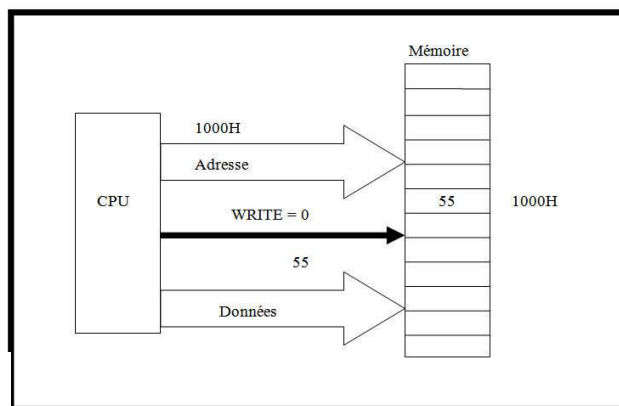 Mémoire
1000H
Adresse
CPU
55
1000H
WRITE = 0
55
Données